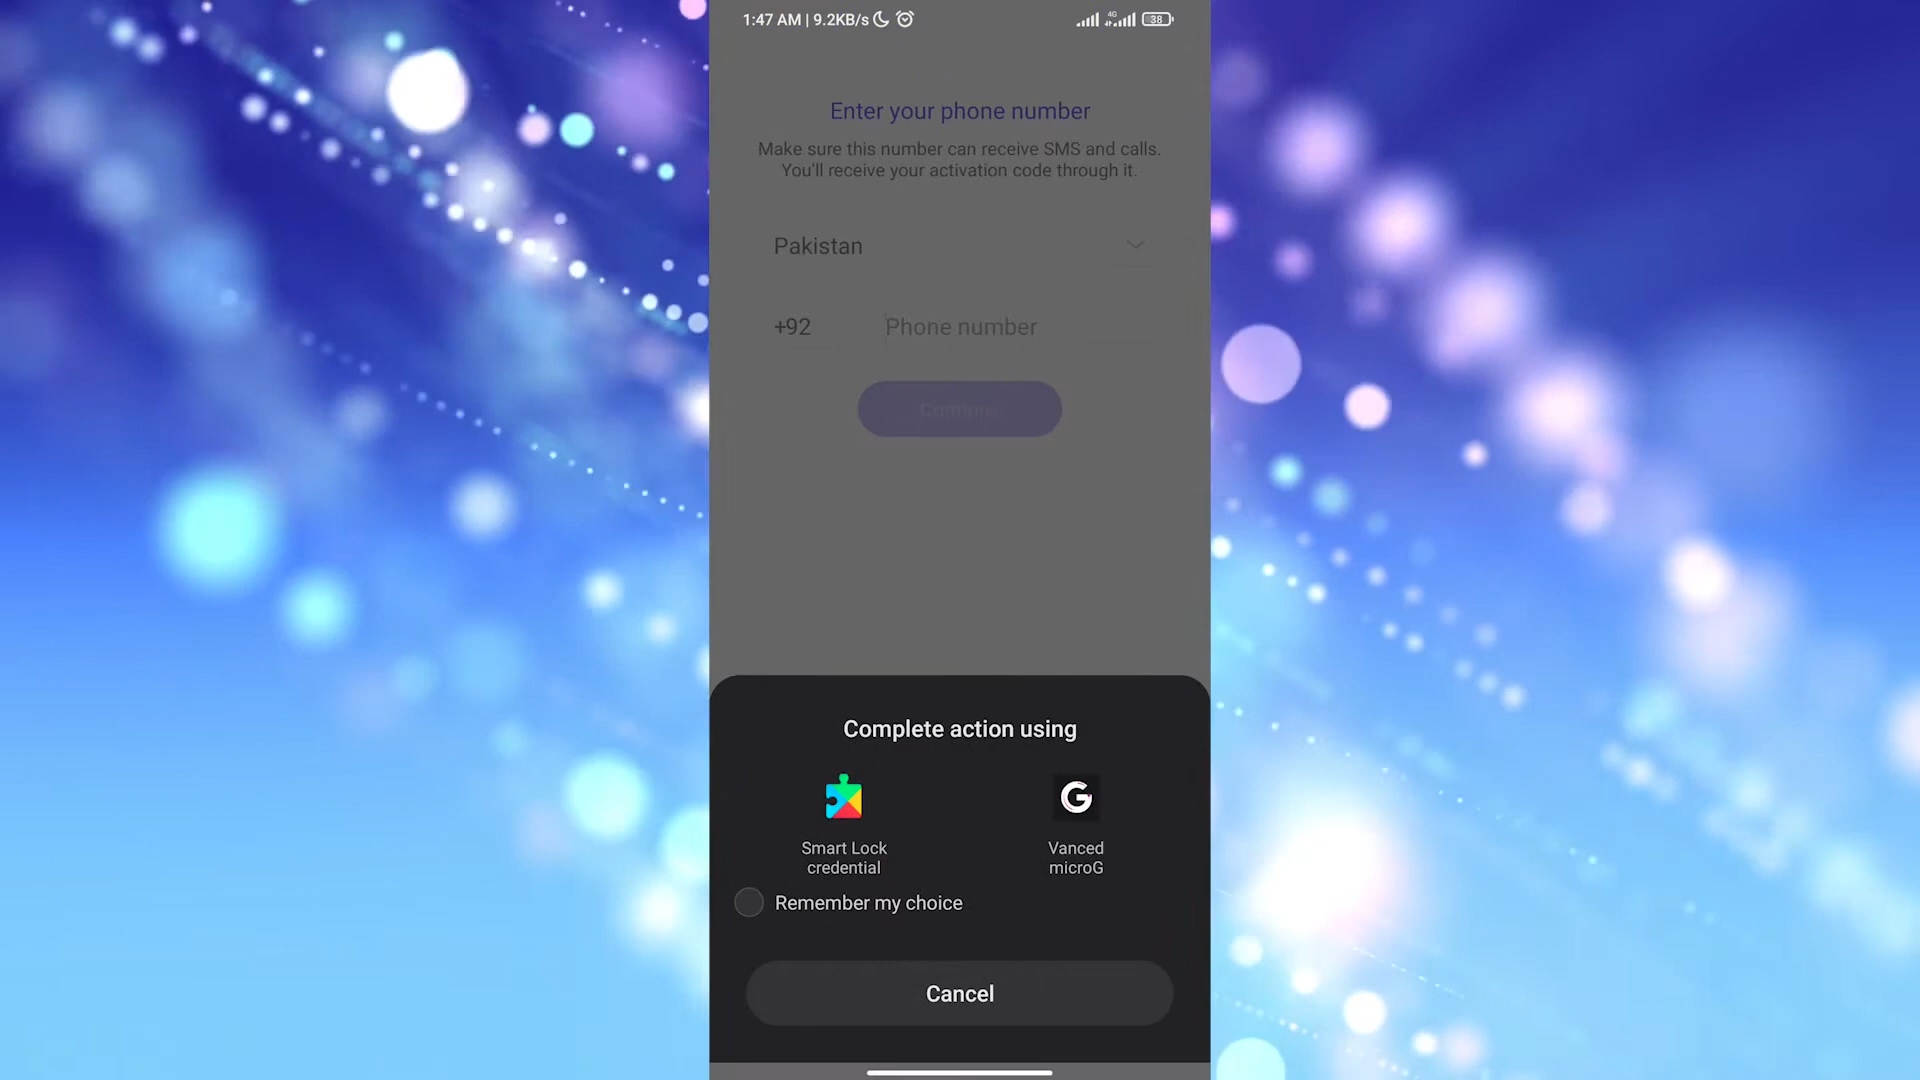 1:47 AM | 9.2KB/s
4G
38
Enter your phone number
Make sure this number can receive SMS and calls.
You'll receive your activation code through it.
Pakistan
+92 Phone number
Continue
Complete action using
Smart Lock
credential
Vanced
microG
Remember my choice
Cancel